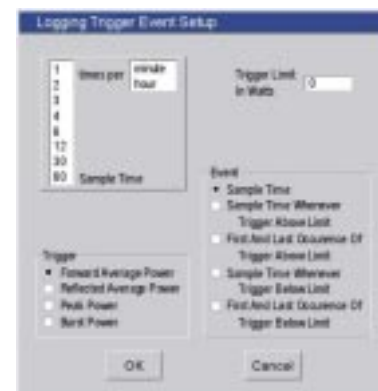 Logging Trigger Event Setup
1 times per minute
2 hour
3
4
6
12
30
60 Sample Time
Trigger Limit 0
In Watts
Event
Sample Time
Sample Time Whenever
Trigger Above Limit
First And Last Occurence Of
Trigger Above Limit
Sample Time Whenever
Trigger Below Limit
First And Last Occurence Of
Trigger Below Limit
Trigger
Forward Average Power
Reflected Average Power
Peak Power
Burst Power
OK
Cancel